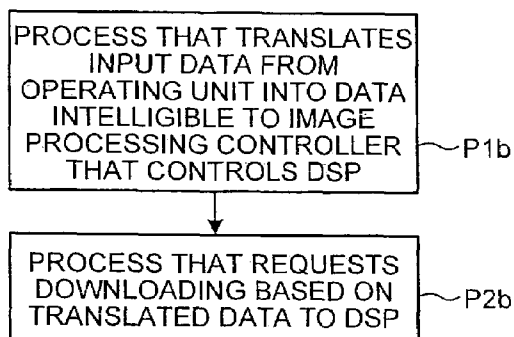 PROCESS THAT TRANSLATES
INPUT DATA FROM
OPERATING UNIT INTO DATA
INTELLIGIBLE TO IMAGE
PROCESSING CONTROLLER
THAT CONTROLS DSP
P1b
PROCESS THAT REQUESTS
DOWNLOADING BASED ON
TRANSLATED DATA TO DSP
P2b